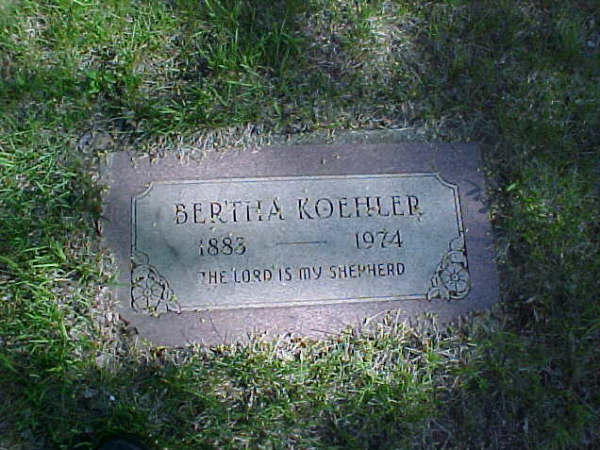 BERTHA KOEHLER
1883 — 1974
THE LORD IS MY SHEPHERD